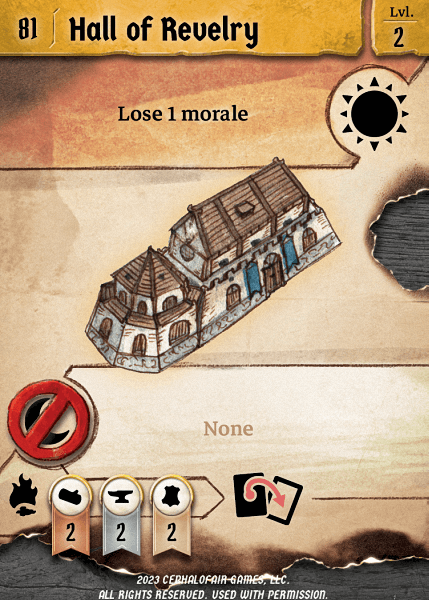 81 Hall of Revelry
Lvl.
2
Lose 1 morale
None
2 2 2
2023 CEPHALOFAIR GAMES, LLC.
ALL RIGHTS RESERVED. USED WITH PERMISSION.